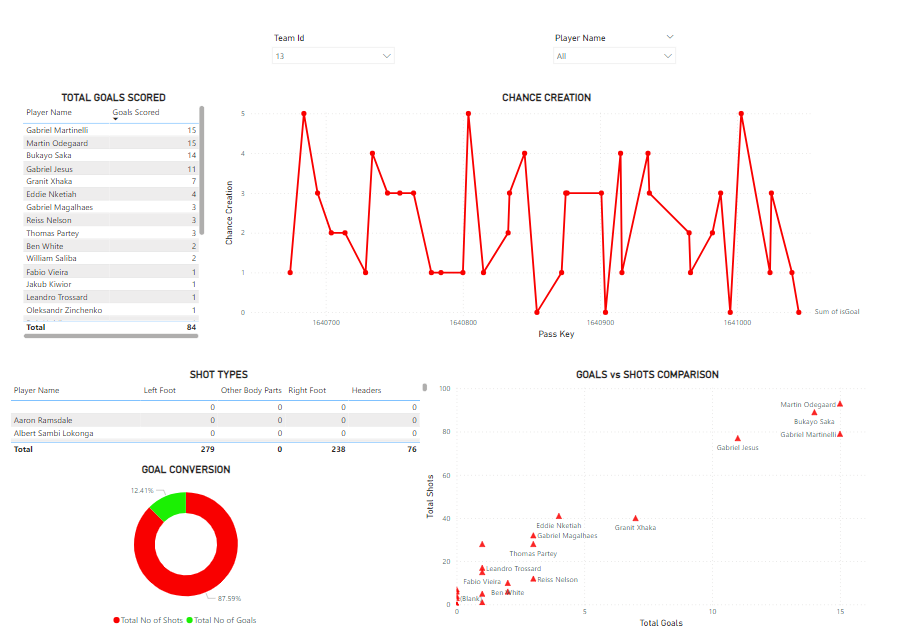 Team Id
13
Player Name
All
TOTAL GOALS SCORED
Player Name Goals Scored
Gabriel Martinelli 15
Martin Odegaard 15
Bukayo Saka 14
Gabriel Jesus 11
Granit Xhaka 7
Eddie Nketiah 4
Gabriel Magalhaes 3
Reiss Nelson 3
Thomas Partey 3
Ben White 2
William Saliba 2
Fabio Vieira 1
Jakub Kiwior 1
Leandro Trossard 1
Oleksandr Zinchenko 1
Total 84
CHANCE CREATION
Chance Creation
5
4
3
2
1
0
1640700 1640800 1640900 1641000
Pass Key
Sum of isGoal
SHOT TYPES
Player Name Left Foot Other Body Parts Right Foot Headers
0 0 0 0
Aaron Ramsdale 0 0 0 0
Albert Sambi Lokonga 0 0 0 0
Total 279 0 238 76
GOAL CONVERSION
12.41%
87.59%
Total No of Shots Total No of Goals
GOALS vs SHOTS COMPARISON
Total Shots
100
80
60
40
20
0
Martin Odegaard
Bukayo Saka
Gabriel Martinelli
Gabriel Jesus
Eddie Nketiah
Granit Xhaka
Gabriel Magalhaes
Thomas Partey
Leandro Trossard
Fabio Vieira
Reiss Nelson
Ben White
(Blank)
0 5 10 15
Total Goals